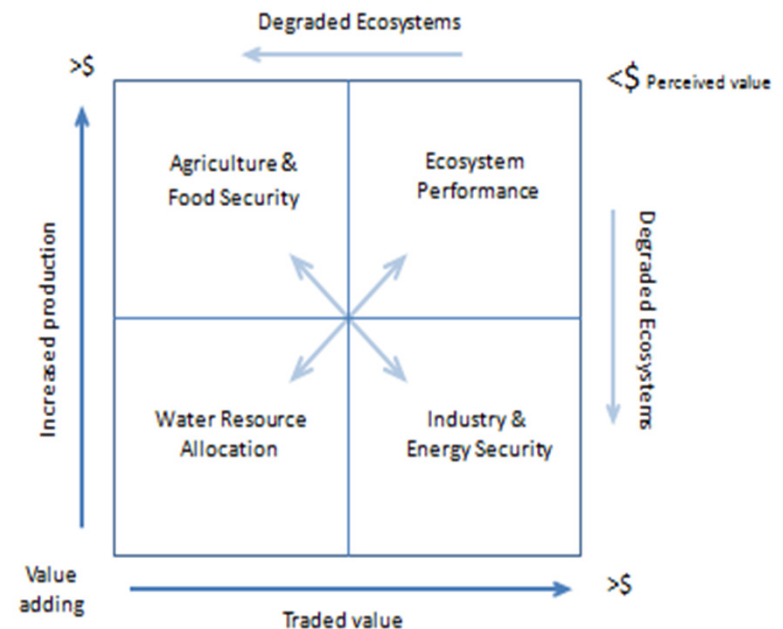 Degraded Ecosystems
>$
<$ Perceived value
Agriculture &
Food Security
Ecosystem
Performance
Increased production
Degraded Ecosystems
Water Resource
Allocation
Industry &
Energy Security
Value
adding
>$
Traded value